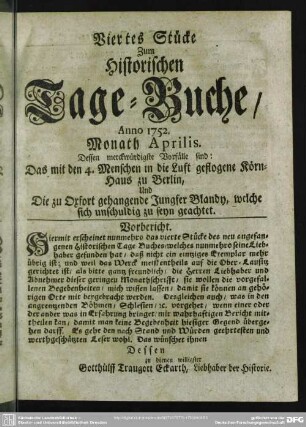 Viertes Stücke
Zum
Historischen
Tage-Buche/
Anno 1752.
Monath Aprilis.
Dessen merckwürdigste Vorfälle sind:
Das mit den 4. Menschen in die Luft geflogene Körn-
Haus zu Berlin,
Und
Die zu Oxfort gehangende Jungfer Blandy, welche
sich unschuldig zu seyn geachtet.
Vorbericht.
Hiermit erscheinet nunmehro das vierte Stücke des neu angefan-
genen Historischen Tage Buches welches nunmehro seine Lieb-
haber gefunden hat, daß nicht ein eintziges Exemplar mehr
übrig ist; und weil das Werck meistentheils auf die Ober-Lausitz
gerichtet ist: als bitte gantz freundlich: die Herren Liebhaber und
Abnehmer dieser geringen Monathschrifft, sie wollen die vorgefal-
lenen Begebenheiten, mich wissen lassen; damit sie können an gehö-
rigen Orte mit beygebracht werden. Desgleichen auch, was in den
angrentzenden Böhmen, Schlesien rc. vorgehet, wenn einer oder
der ander was in Erfahrung bringet, mit wahrhafftigen Bericht mit-
theilen kan, damit man keine Begebenheit hiesiger Gegend überge-
hen darff. Es gehe den nach Stand und Würden geehrtesten und
werthgeschätzten Leser wohl. Das wünschet ihnen
Dessen
zu dienen willigster
Gotthülff Traugott Eckarth, Liebhaber der Historie.